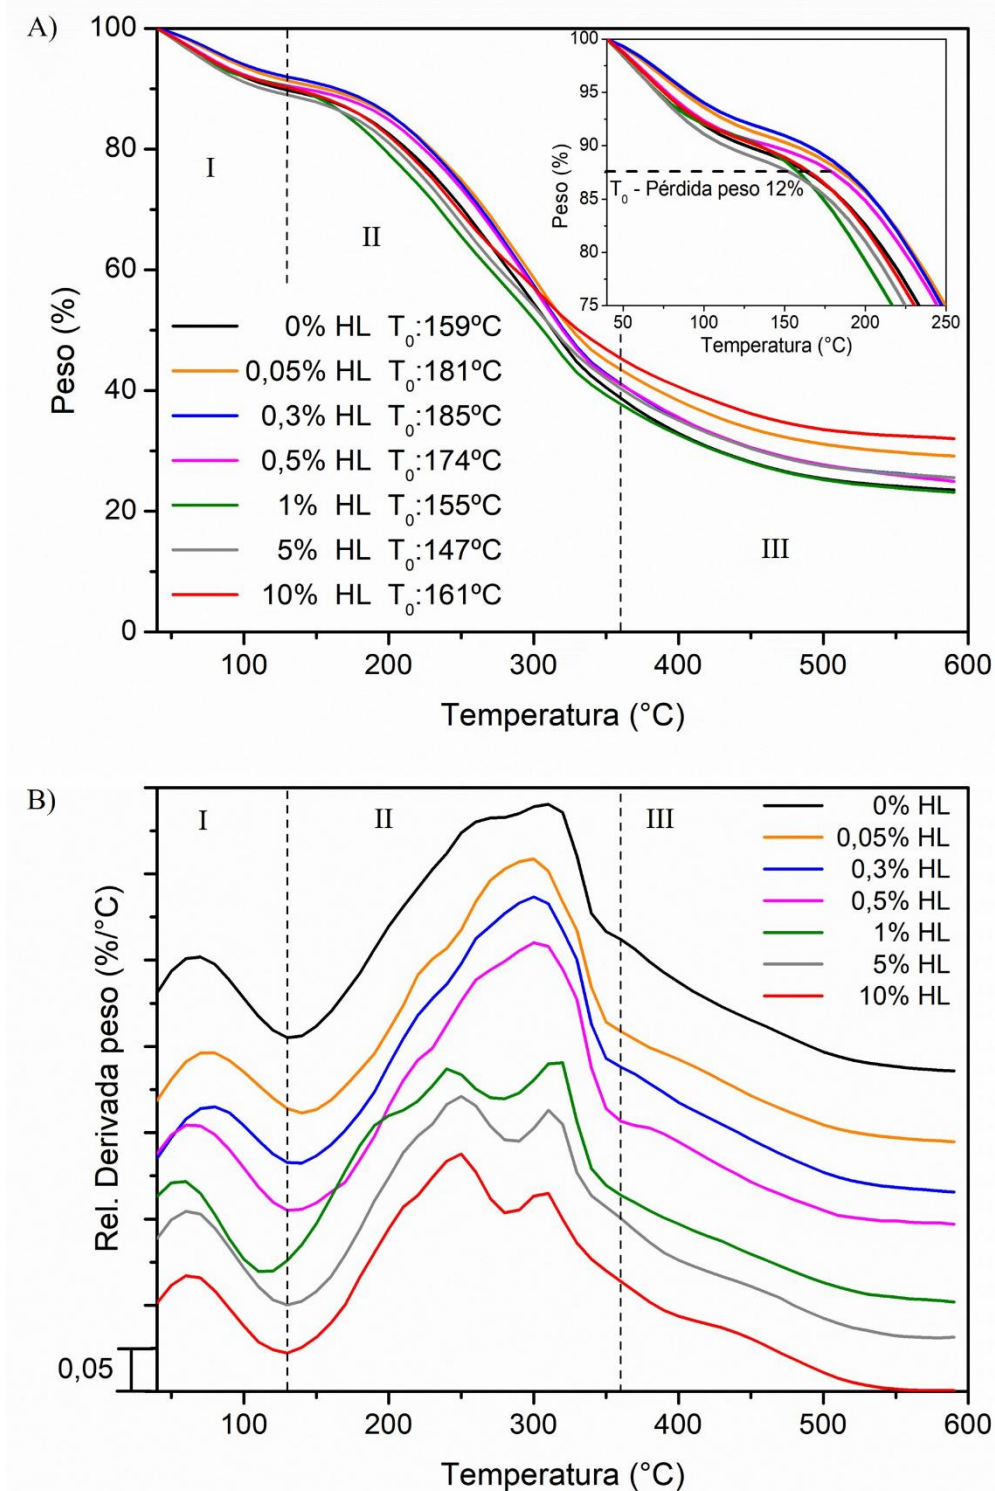 A)
100
80
60
40
20
0
Peso (%)
I
II
III
0% HL T₀:159ºC
0,05% HL T₀:181ºC
0,3% HL T₀:185ºC
0,5% HL T₀:174ºC
1% HL T₀:155ºC
5% HL T₀:147ºC
10% HL T₀:161ºC
100
95
90
85
80
75
Peso (%)
T₀ - Pérdida peso 12%
50 100 150 200 250
Temperatura (°C)
100 200 300 400 500 600
Temperatura (°C)
B)
I
II
III
0% HL
0,05% HL
0,3% HL
0,5% HL
1% HL
5% HL
10% HL
Rel. Derivada peso (%/°C)
0,05
100 200 300 400 500 600
Temperatura (°C)